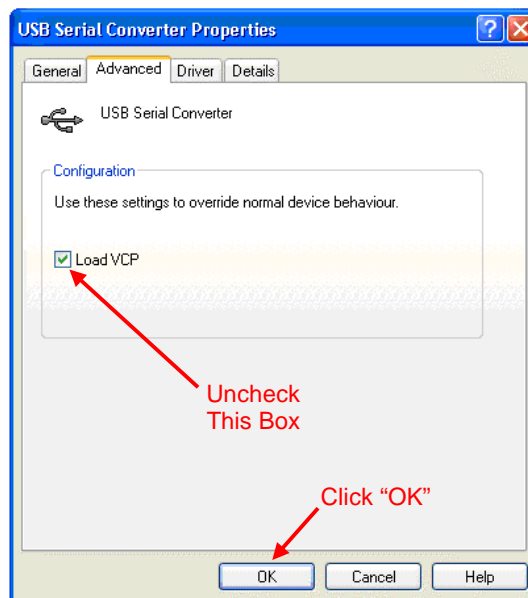 USB Serial Converter Properties
General Advanced Driver Details
USB Serial Converter
Configuration
Use these settings to override normal device behaviour.
Load VCP
Uncheck
This Box
Click “OK”
OK Cancel Help